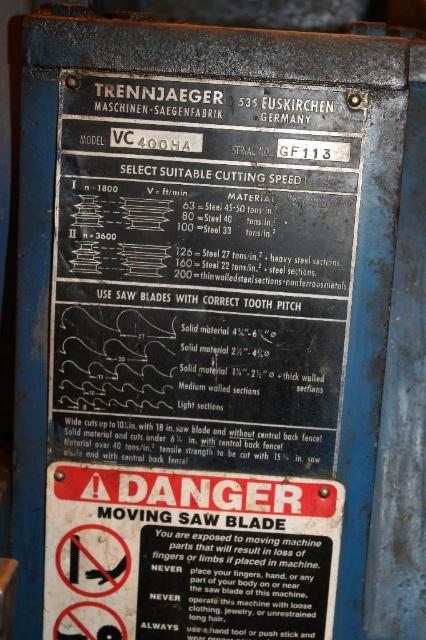 TRENNJAEGER 535 EUSKIRCHEN
MASCHINEN-SAEGENFABRIK GERMANY
MODEL: VC 400HA SERIAL NO. GF113
SELECT SUITABLE CUTTING SPEED!
I n=1800 V=ft/min. MATERIAL
63=Steel 45-50 tons/in.²
80=Steel 40 tons/in.²
100=Steel 33 tons/in.²
II n=3600
126=Steel 27 tons/in.² - heavy steel sections.
160=Steel 22 tons/in.² - steel sections.
200=thinwalled steel sections-nonferrous metals.
USE SAW BLADES WITH CORRECT TOOTH PITCH
27 Solid material
20 Solid material
Solid material + thick walled
sections
Medium walled sections
8 Light sections
Wide cuts up to in. with 18 in. saw blade and without central back fence!
Solid material and cuts under in. with central back fence!
Material over 40 tons/in.² tensile strength to be cut with in. saw
blade and with central back fence!
DANGER
MOVING SAW BLADE
You are exposed to moving machine
parts that will result in loss of
fingers or limbs if placed in machine.
NEVER place your fingers, hand, or any
part of your body on or near
the saw blade of this machine.
NEVER operate this machine with loose
clothing, jewelry, or unrestrained
long hair.
ALWAYS use a hand tool or push stick and
wear proper